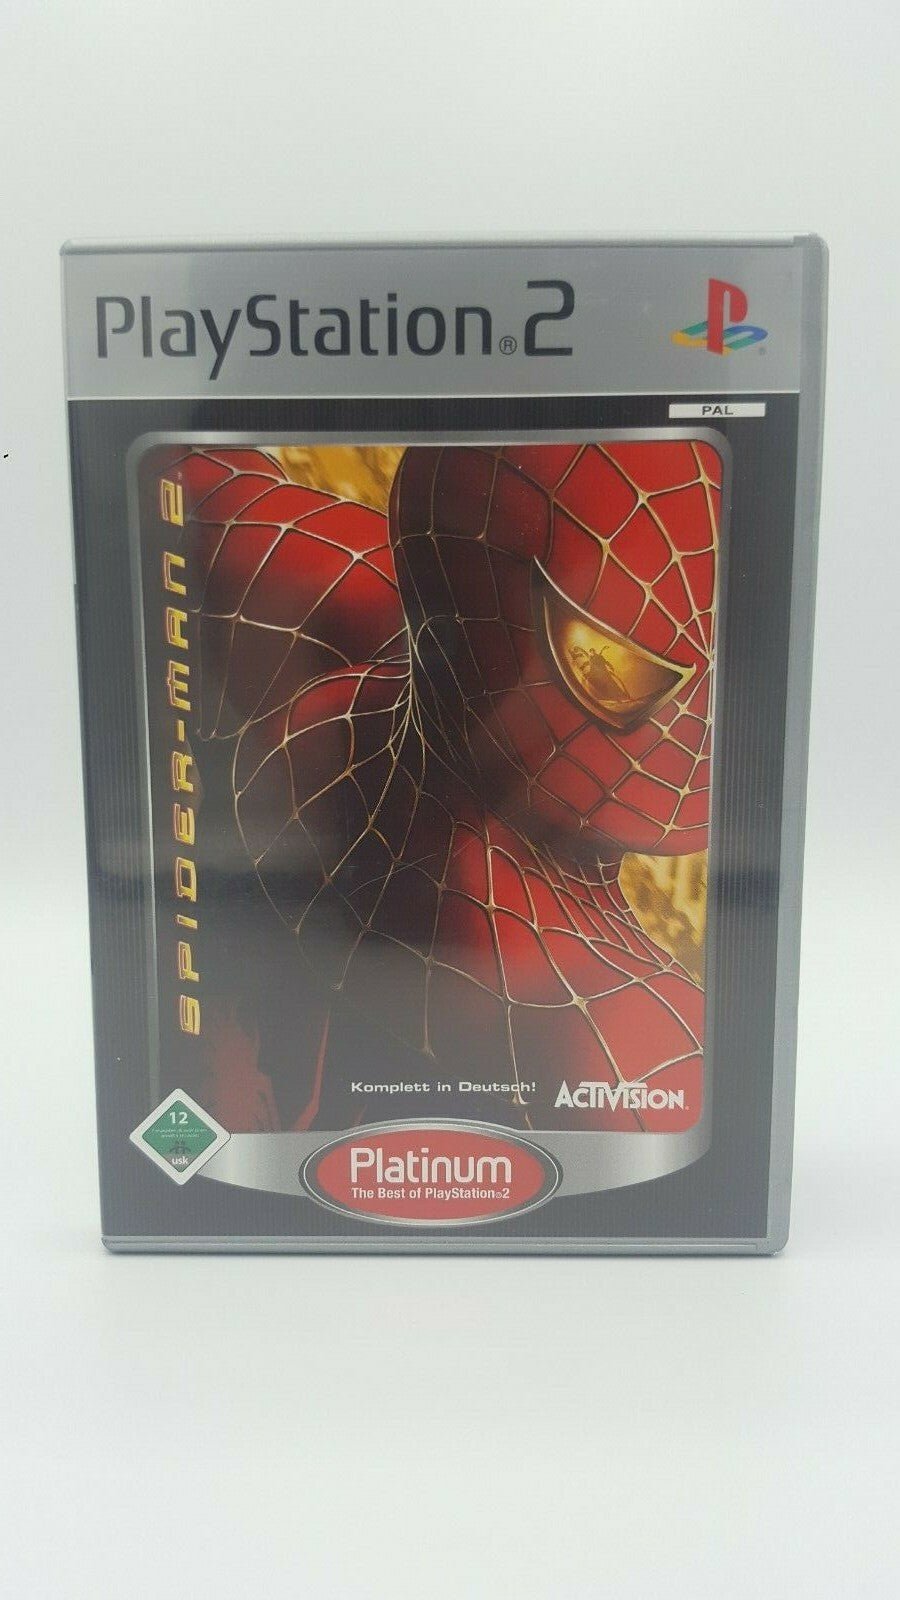 PlayStation®2
PAL
SPIDER-MAN 2
Komplett in Deutsch!
ACTIVISION
12
usk
Platinum
The Best of PlayStation®2